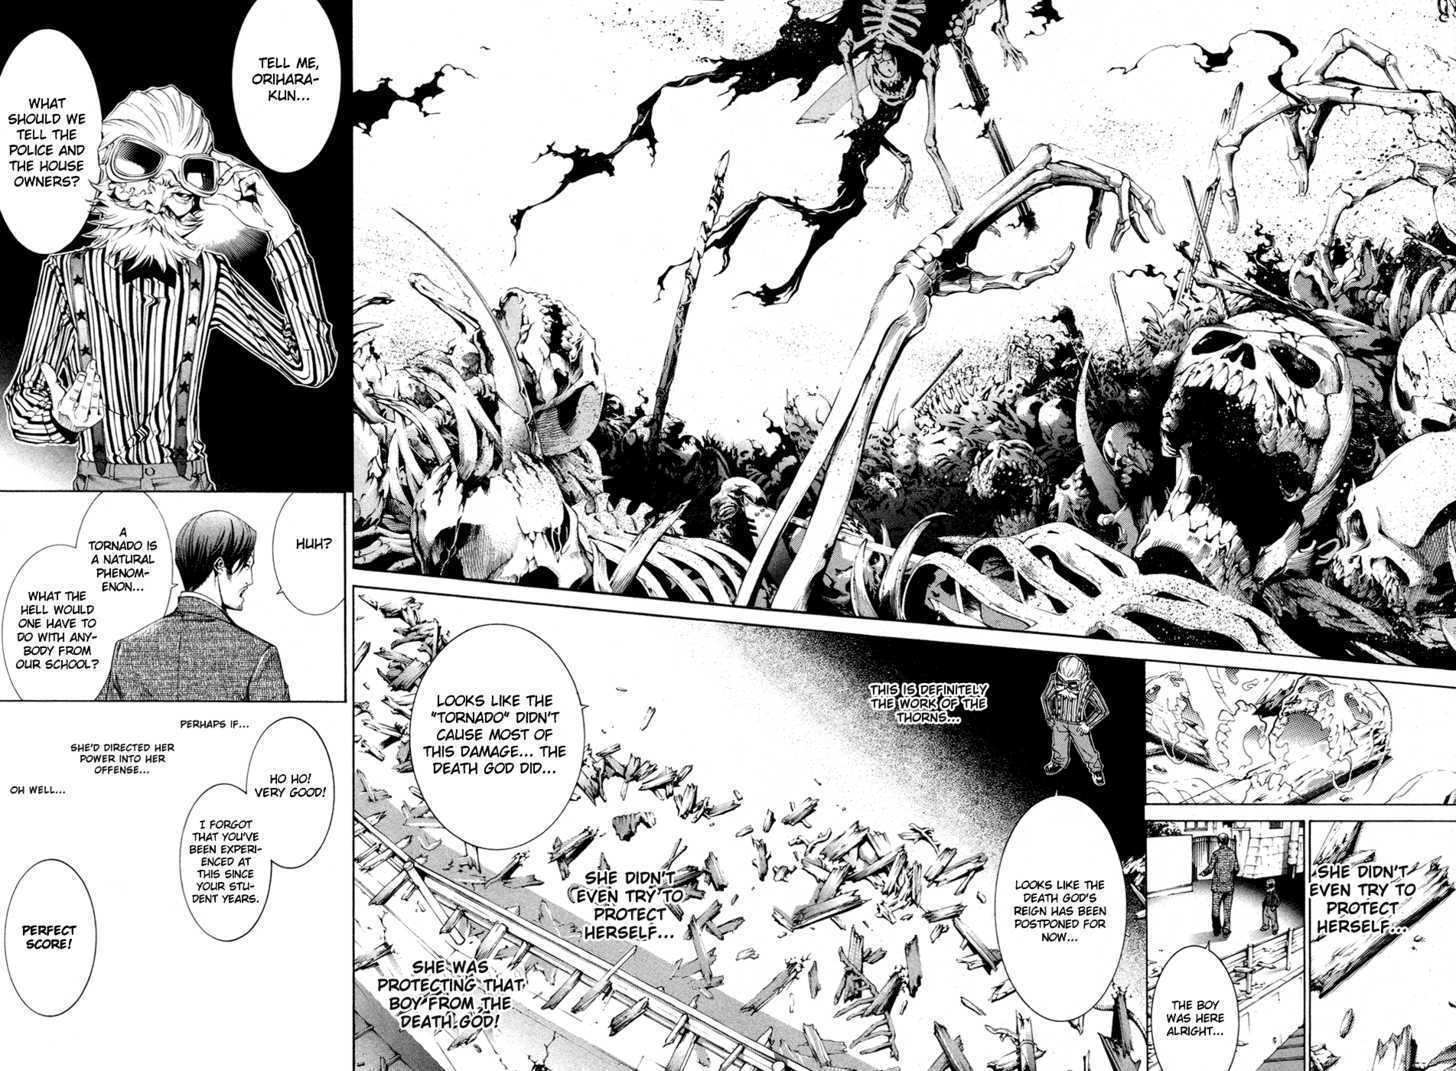 SHE DIDN'T
EVEN TRY TO
PROTECT
HERSELF...
THE BOY
WAS HERE
ALRIGHT...
THIS IS DEFINITELY
THE WORK OF THE
THORNS...
LOOKS LIKE THE
DEATH GOD'S
REIGN HAS BEEN
POSTPONED FOR
NOW...
LOOKS LIKE THE
"TORNADO" DIDN'T
CAUSE MOST OF
THIS DAMAGE... THE
DEATH GOD DID...
SHE DIDN'T
EVEN TRY TO
PROTECT
HERSELF...
SHE WAS
PROTECTING THAT
BOY FROM THE
DEATH GOD!
TELL ME,
ORIHARA-
KUN...
WHAT
SHOULD WE
TELL THE
POLICE AND
THE HOUSE
OWNERS?
HUH?
A
TORNADO IS
A NATURAL
PHENOM-
ENON...
WHAT THE
HELL WOULD
ONE HAVE TO
DO WITH ANY-
BODY FROM
OUR SCHOOL?
HO HO!
VERY GOOD!
I FORGOT
THAT YOU'VE
BEEN EXPERI-
ENCED AT
THIS SINCE
YOUR STU-
DENT YEARS.
PERHAPS IF...
SHE'D DIRECTED HER
POWER INTO HER
OFFENSE...
OH WELL...
PERFECT
SCORE!